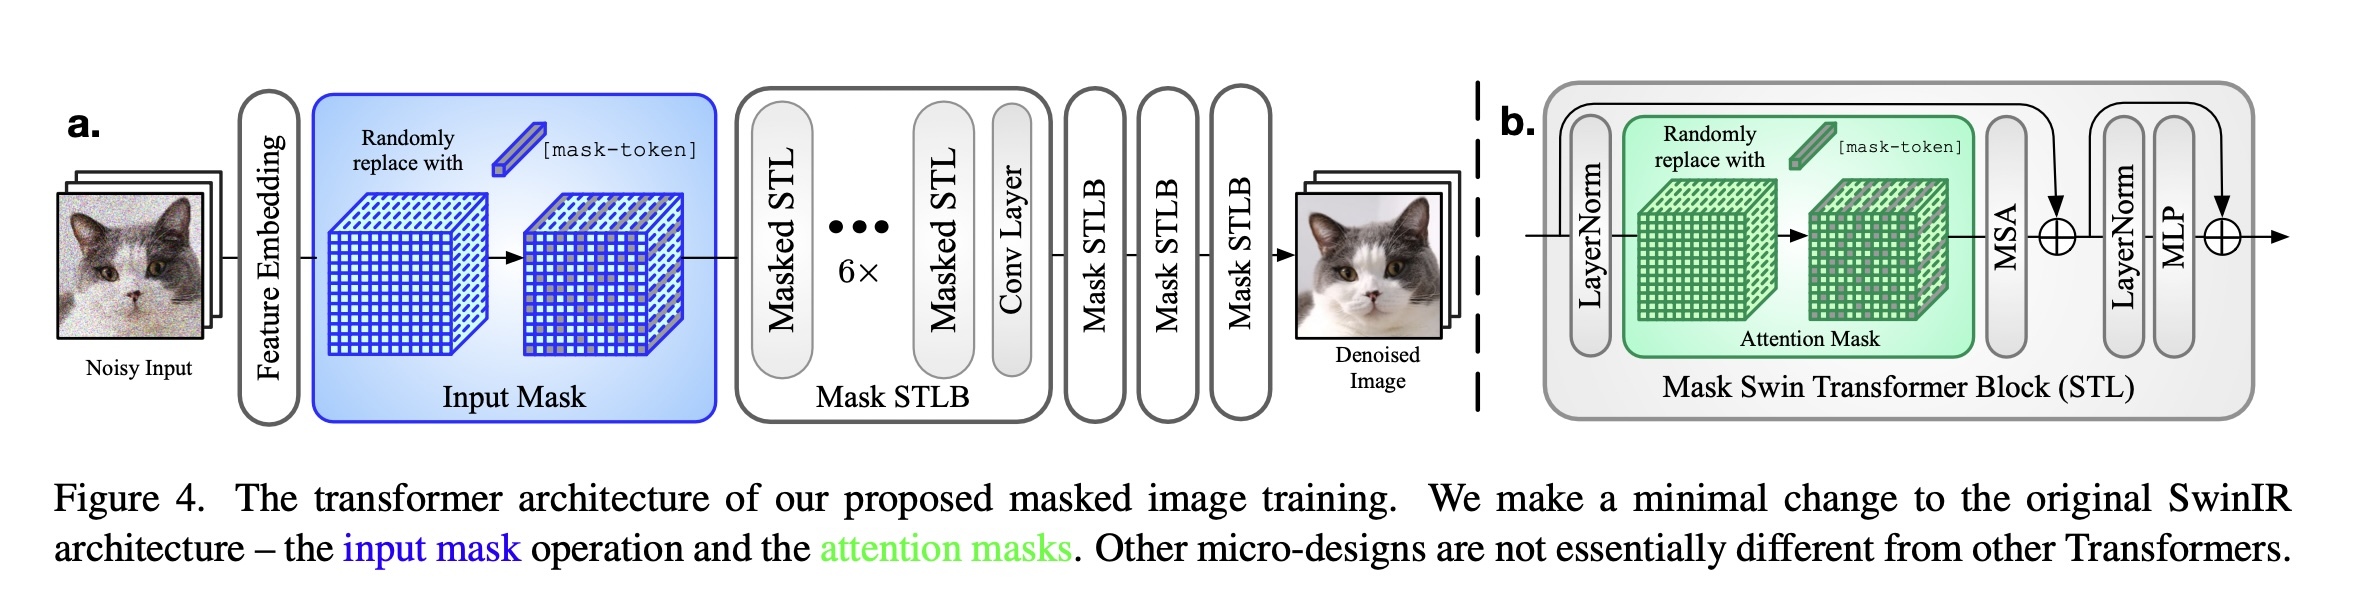 a.
Noisy Input
Feature Embedding
Randomly
replace with
[mask-token]
Input Mask
Masked STL
6×
Masked STL
Conv Layer
Mask STLB
Mask STLB
Mask STLB
Mask STLB
Denoised
Image
b.
LayerNorm
Randomly
replace with
[mask-token]
Attention Mask
MSA
LayerNorm
MLP
Mask Swin Transformer Block (STL)
Figure 4. The transformer architecture of our proposed masked image training. We make a minimal change to the original SwinIR
architecture – the input mask operation and the attention masks. Other micro-designs are not essentially different from other Transformers.